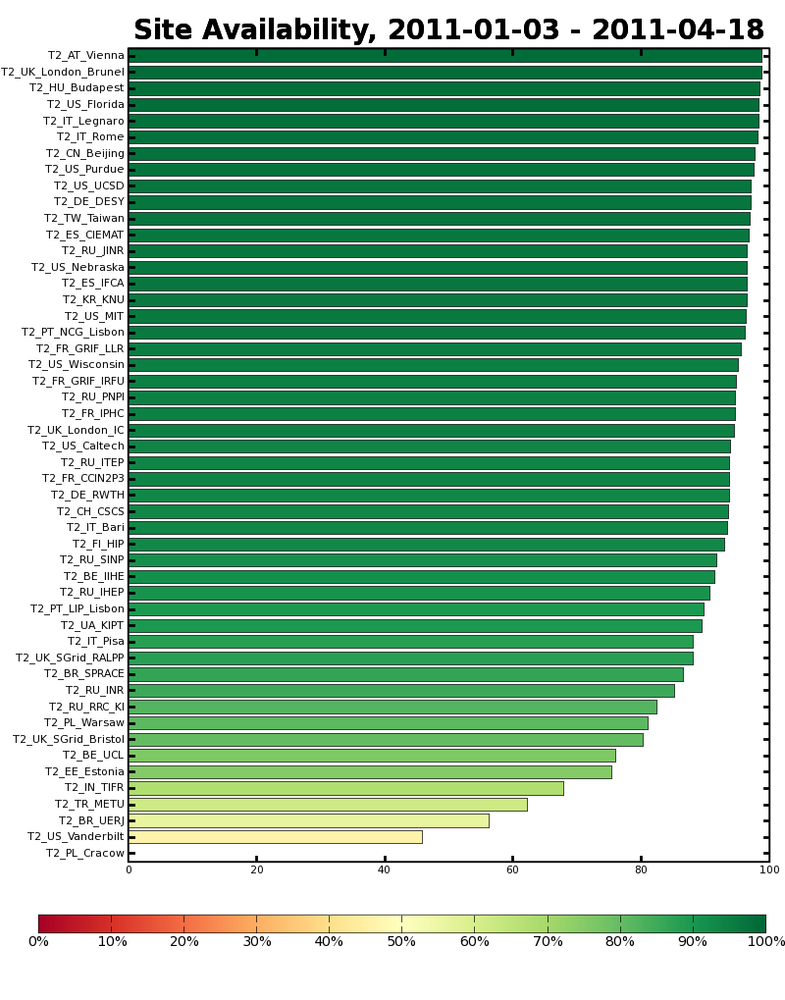 Site Availability, 2011-01-03 - 2011-04-18
T2_AT_Vienna
T2_UK_London_Brunel
T2_HU_Budapest
T2_US_Florida
T2_IT_Legnaro
T2_IT_Rome
T2_CN_Beijing
T2_US_Purdue
T2_US_UCSD
T2_DE_DESY
T2_TW_Taiwan
T2_ES_CIEMAT
T2_RU_JINR
T2_US_Nebraska
T2_ES_IFCA
T2_KR_KNU
T2_US_MIT
T2_PT_NCG_Lisbon
T2_FR_GRIF_LLR
T2_US_Wisconsin
T2_FR_GRIF_IRFU
T2_RU_PNPI
T2_FR_IPHC
T2_UK_London_IC
T2_US_Caltech
T2_RU_ITEP
T2_FR_CCIN2P3
T2_DE_RWTH
T2_CH_CSCS
T2_IT_Bari
T2_FI_HIP
T2_RU_SINP
T2_BE_IIHE
T2_RU_IHEP
T2_PT_LIP_Lisbon
T2_UA_KIPT
T2_IT_Pisa
T2_UK_SGrid_RALPP
T2_BR_SPRACE
T2_RU_INR
T2_RU_RRC_KI
T2_PL_Warsaw
T2_UK_SGrid_Bristol
T2_BE_UCL
T2_EE_Estonia
T2_IN_TIFR
T2_TR_METU
T2_BR_UERJ
T2_US_Vanderbilt
T2_PL_Cracow
0 20 40 60 80 100
0% 10% 20% 30% 40% 50% 60% 70% 80% 90% 100%